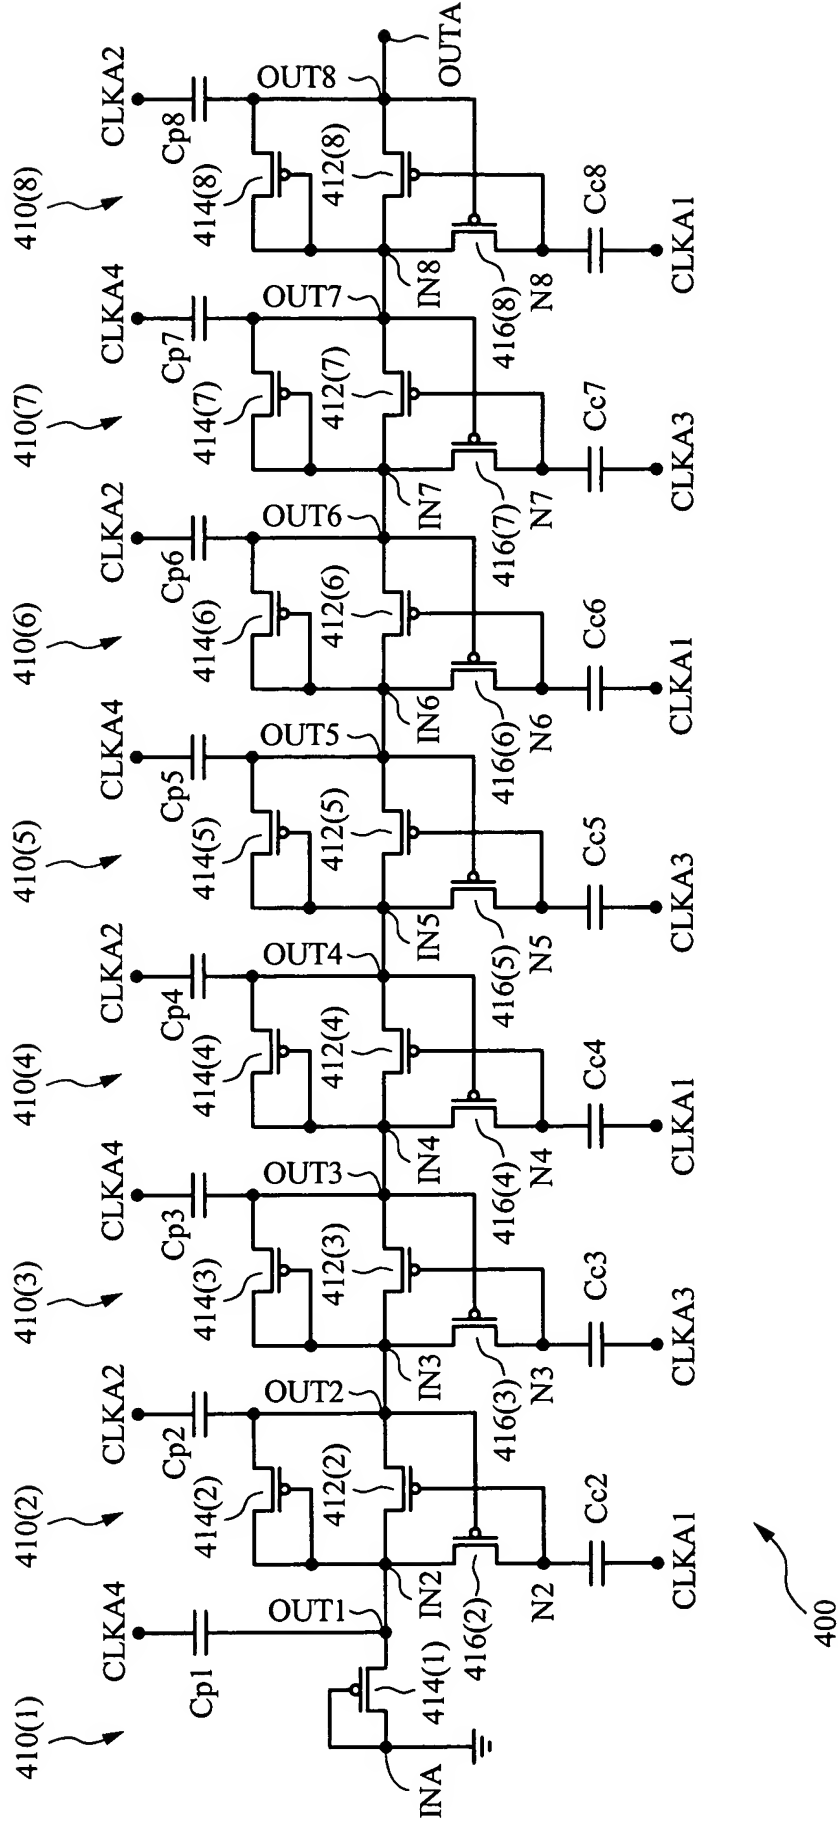 410(1)
410(2)
410(3)
410(4)
410(5)
410(6)
410(7)
410(8)
CLKA4
CLKA2
CLKA4
CLKA2
CLKA4
CLKA2
CLKA4
CLKA2
Cp1
Cp2
Cp3
Cp4
Cp5
Cp6
Cp7
Cp8
414(2)
414(3)
414(4)
414(5)
414(6)
414(7)
414(8)
OUT1
OUT2
OUT3
OUT4
OUT5
OUT6
OUT7
OUT8
412(2)
412(3)
412(4)
412(5)
412(6)
412(7)
412(8)
OUTA
414(1)
INA
IN2
IN3
IN4
IN5
IN6
IN7
IN8
416(2)
416(3)
416(4)
416(5)
416(6)
416(7)
416(8)
N2
N3
N4
N5
N6
N7
N8
Cc2
Cc3
Cc4
Cc5
Cc6
Cc7
Cc8
CLKA1
CLKA3
CLKA1
CLKA3
CLKA1
CLKA3
CLKA1
400